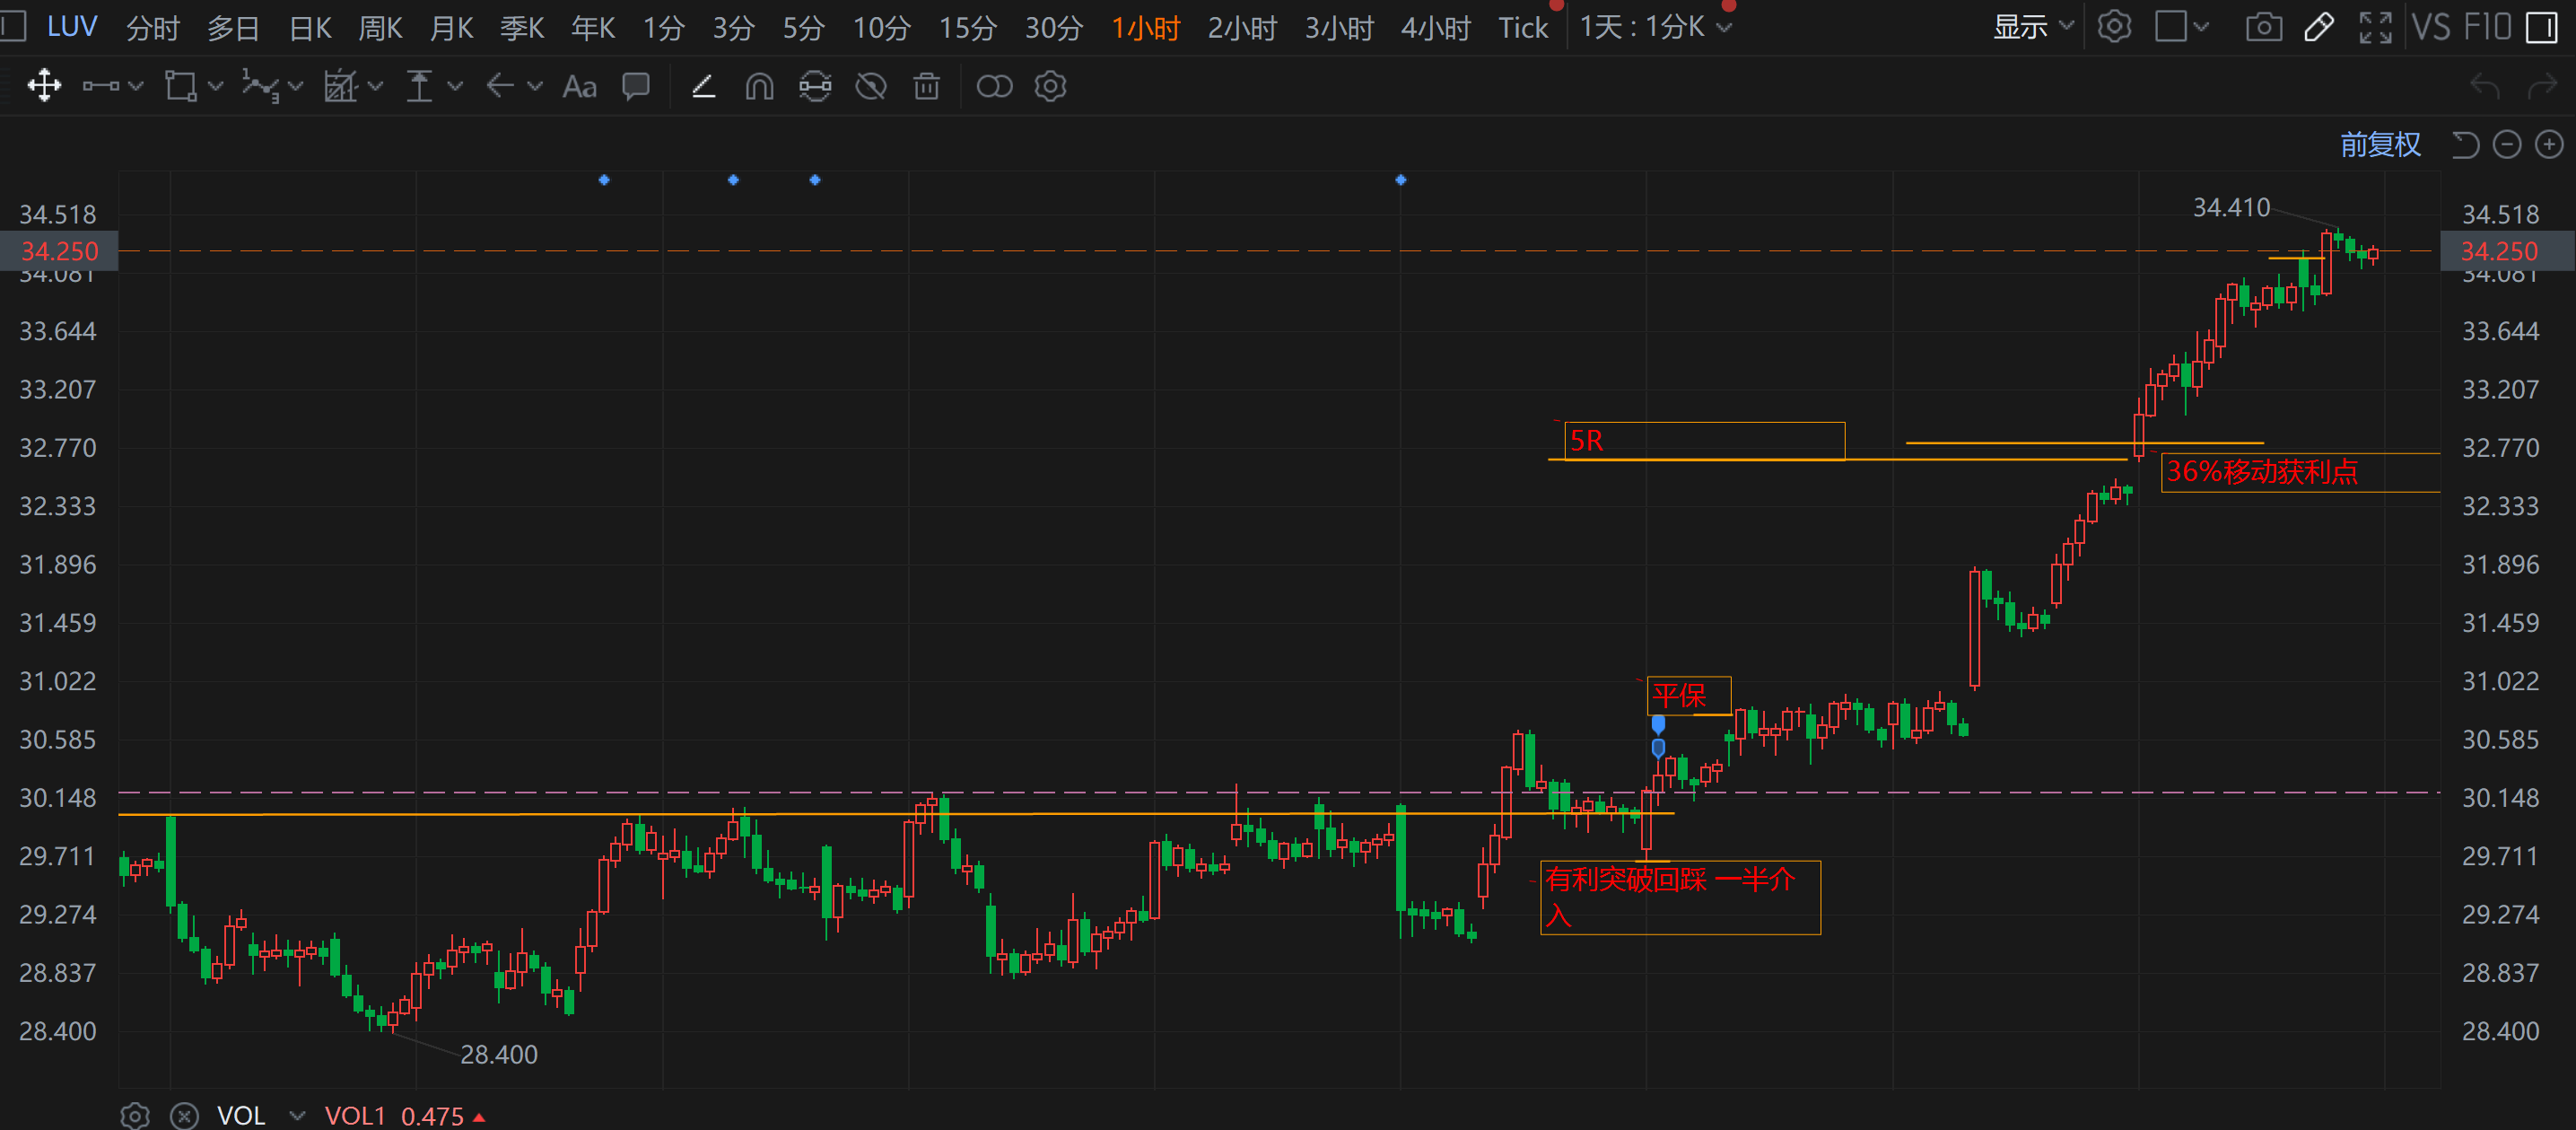 LUV 分时 多日 日K 周K 月K 季K 年K 1分 3分 5分 10分 15分 30分 1小时 2小时 3小时 4小时 Tick 1天 : 1分K 显示 VS F10
Aa
前复权
34.518 34.410 34.518
34.250 34.250
34.081 34.081
33.644 33.644
33.207 33.207
5R
32.770 32.770
36%移动获利点
32.333 32.333
31.896 31.896
31.459 31.459
31.022 31.022
平保
30.585 30.585
30.148 30.148
29.711 29.711
有利突破回踩 一半介
入
29.274 29.274
28.837 28.837
28.400 28.400
28.400
VOL VOL1 0.475